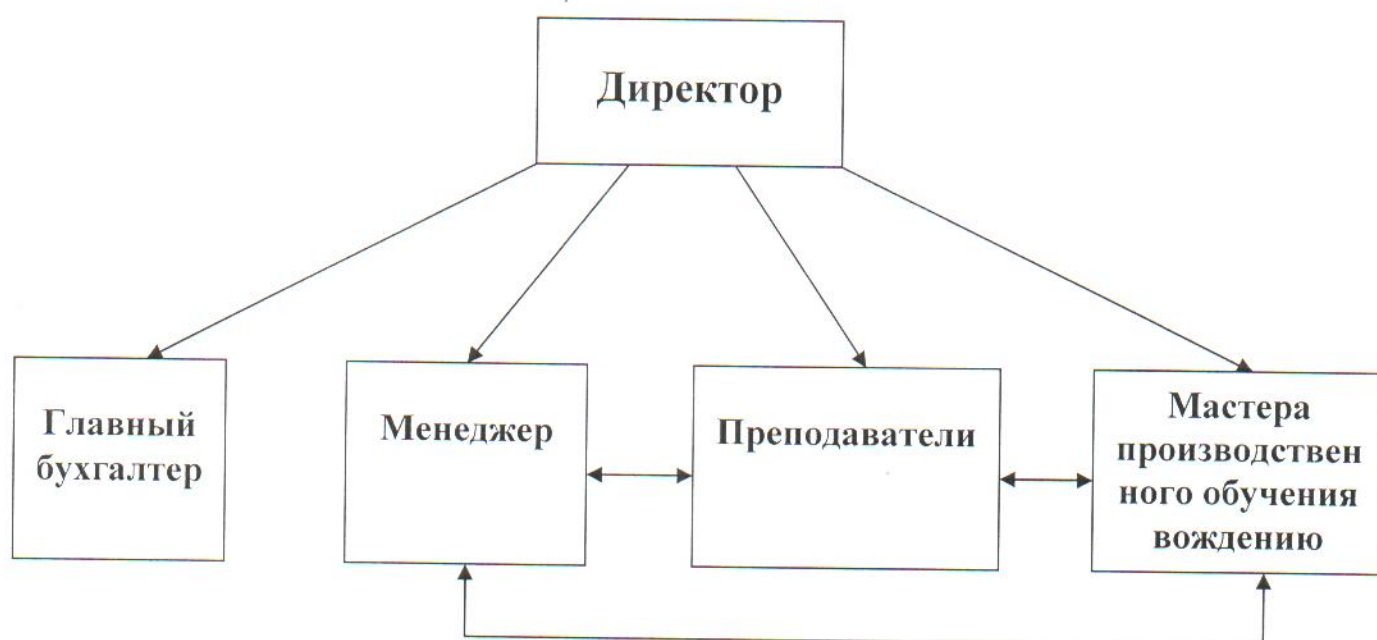 Директор
Главный
бухгалтер
Менеджер
Преподаватели
Мастера
производствен
ного обучения
вождению